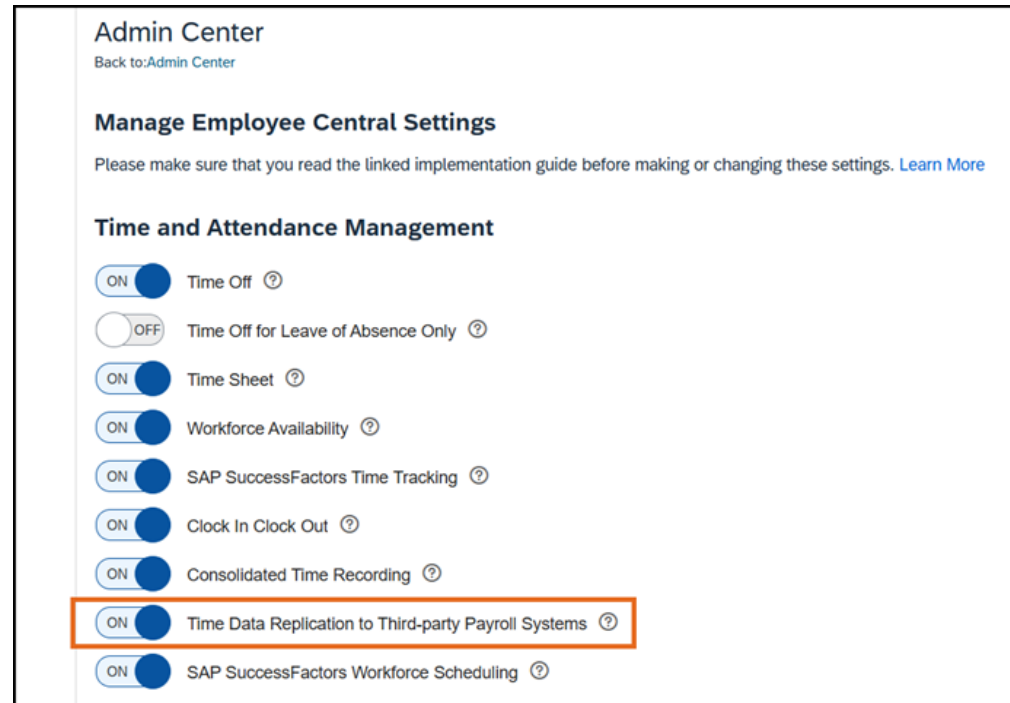 Admin Center
Back to:Admin Center
Manage Employee Central Settings
Please make sure that you read the linked implementation guide before making or changing these settings. Learn More
Time and Attendance Management
ON Time Off ?
OFF Time Off for Leave of Absence Only ?
ON Time Sheet ?
ON Workforce Availability ?
ON SAP SuccessFactors Time Tracking ?
ON Clock In Clock Out ?
ON Consolidated Time Recording ?
ON Time Data Replication to Third-party Payroll Systems ?
ON SAP SuccessFactors Workforce Scheduling ?